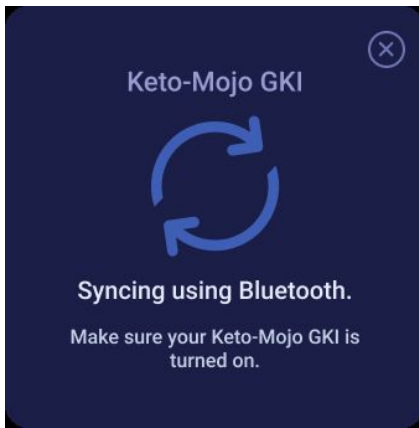 Keto-Mojo GKI
Syncing using Bluetooth.
Make sure your Keto-Mojo GKI is
turned on.